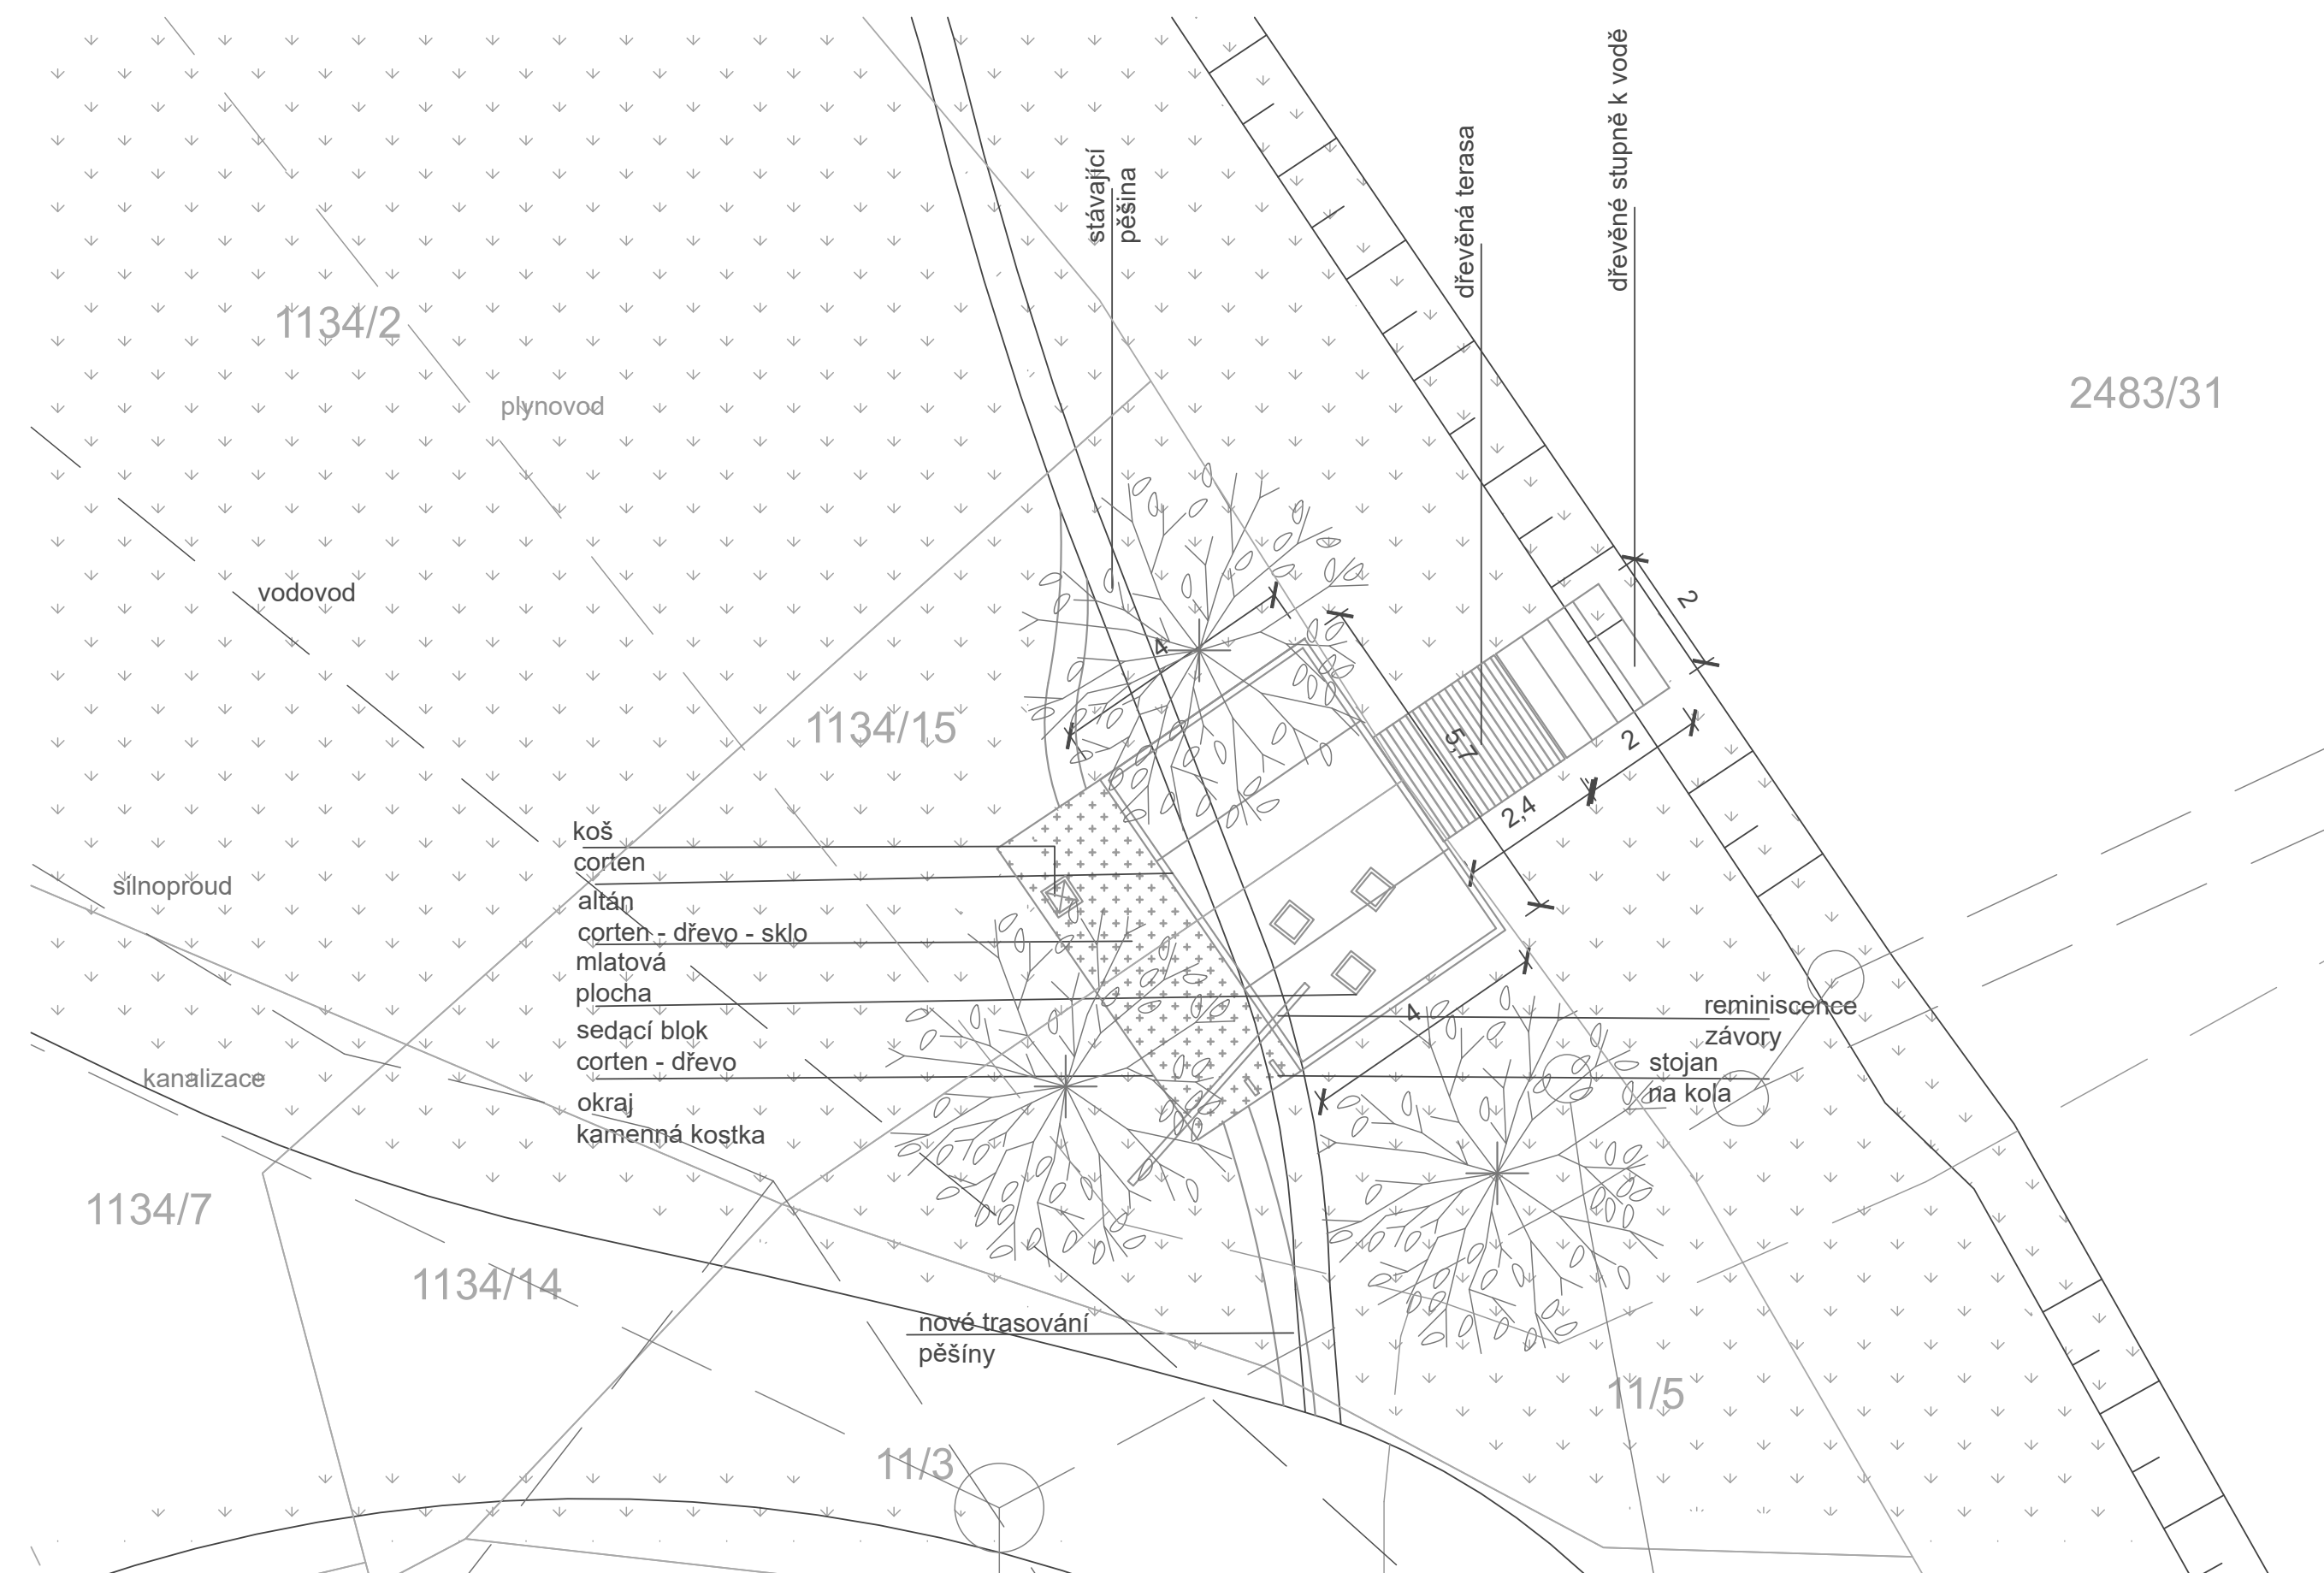 stávající
pěšina
dřevěná terasa
dřevěné stupně k vodě
1134/2
2483/31
plynovod
vodovod
2
4
1134/15
5,7
2
2,4
koš
corten
silnoproud
altán
corten - dřevo - sklo
mlatová
plocha
4
reminiscence
závory
sedací blok
corten - dřevo
stojan
na kola
kanalizace
okraj
kamenná kostka
1134/7
1134/14
nové trasování
pěšíny
11/5
11/3